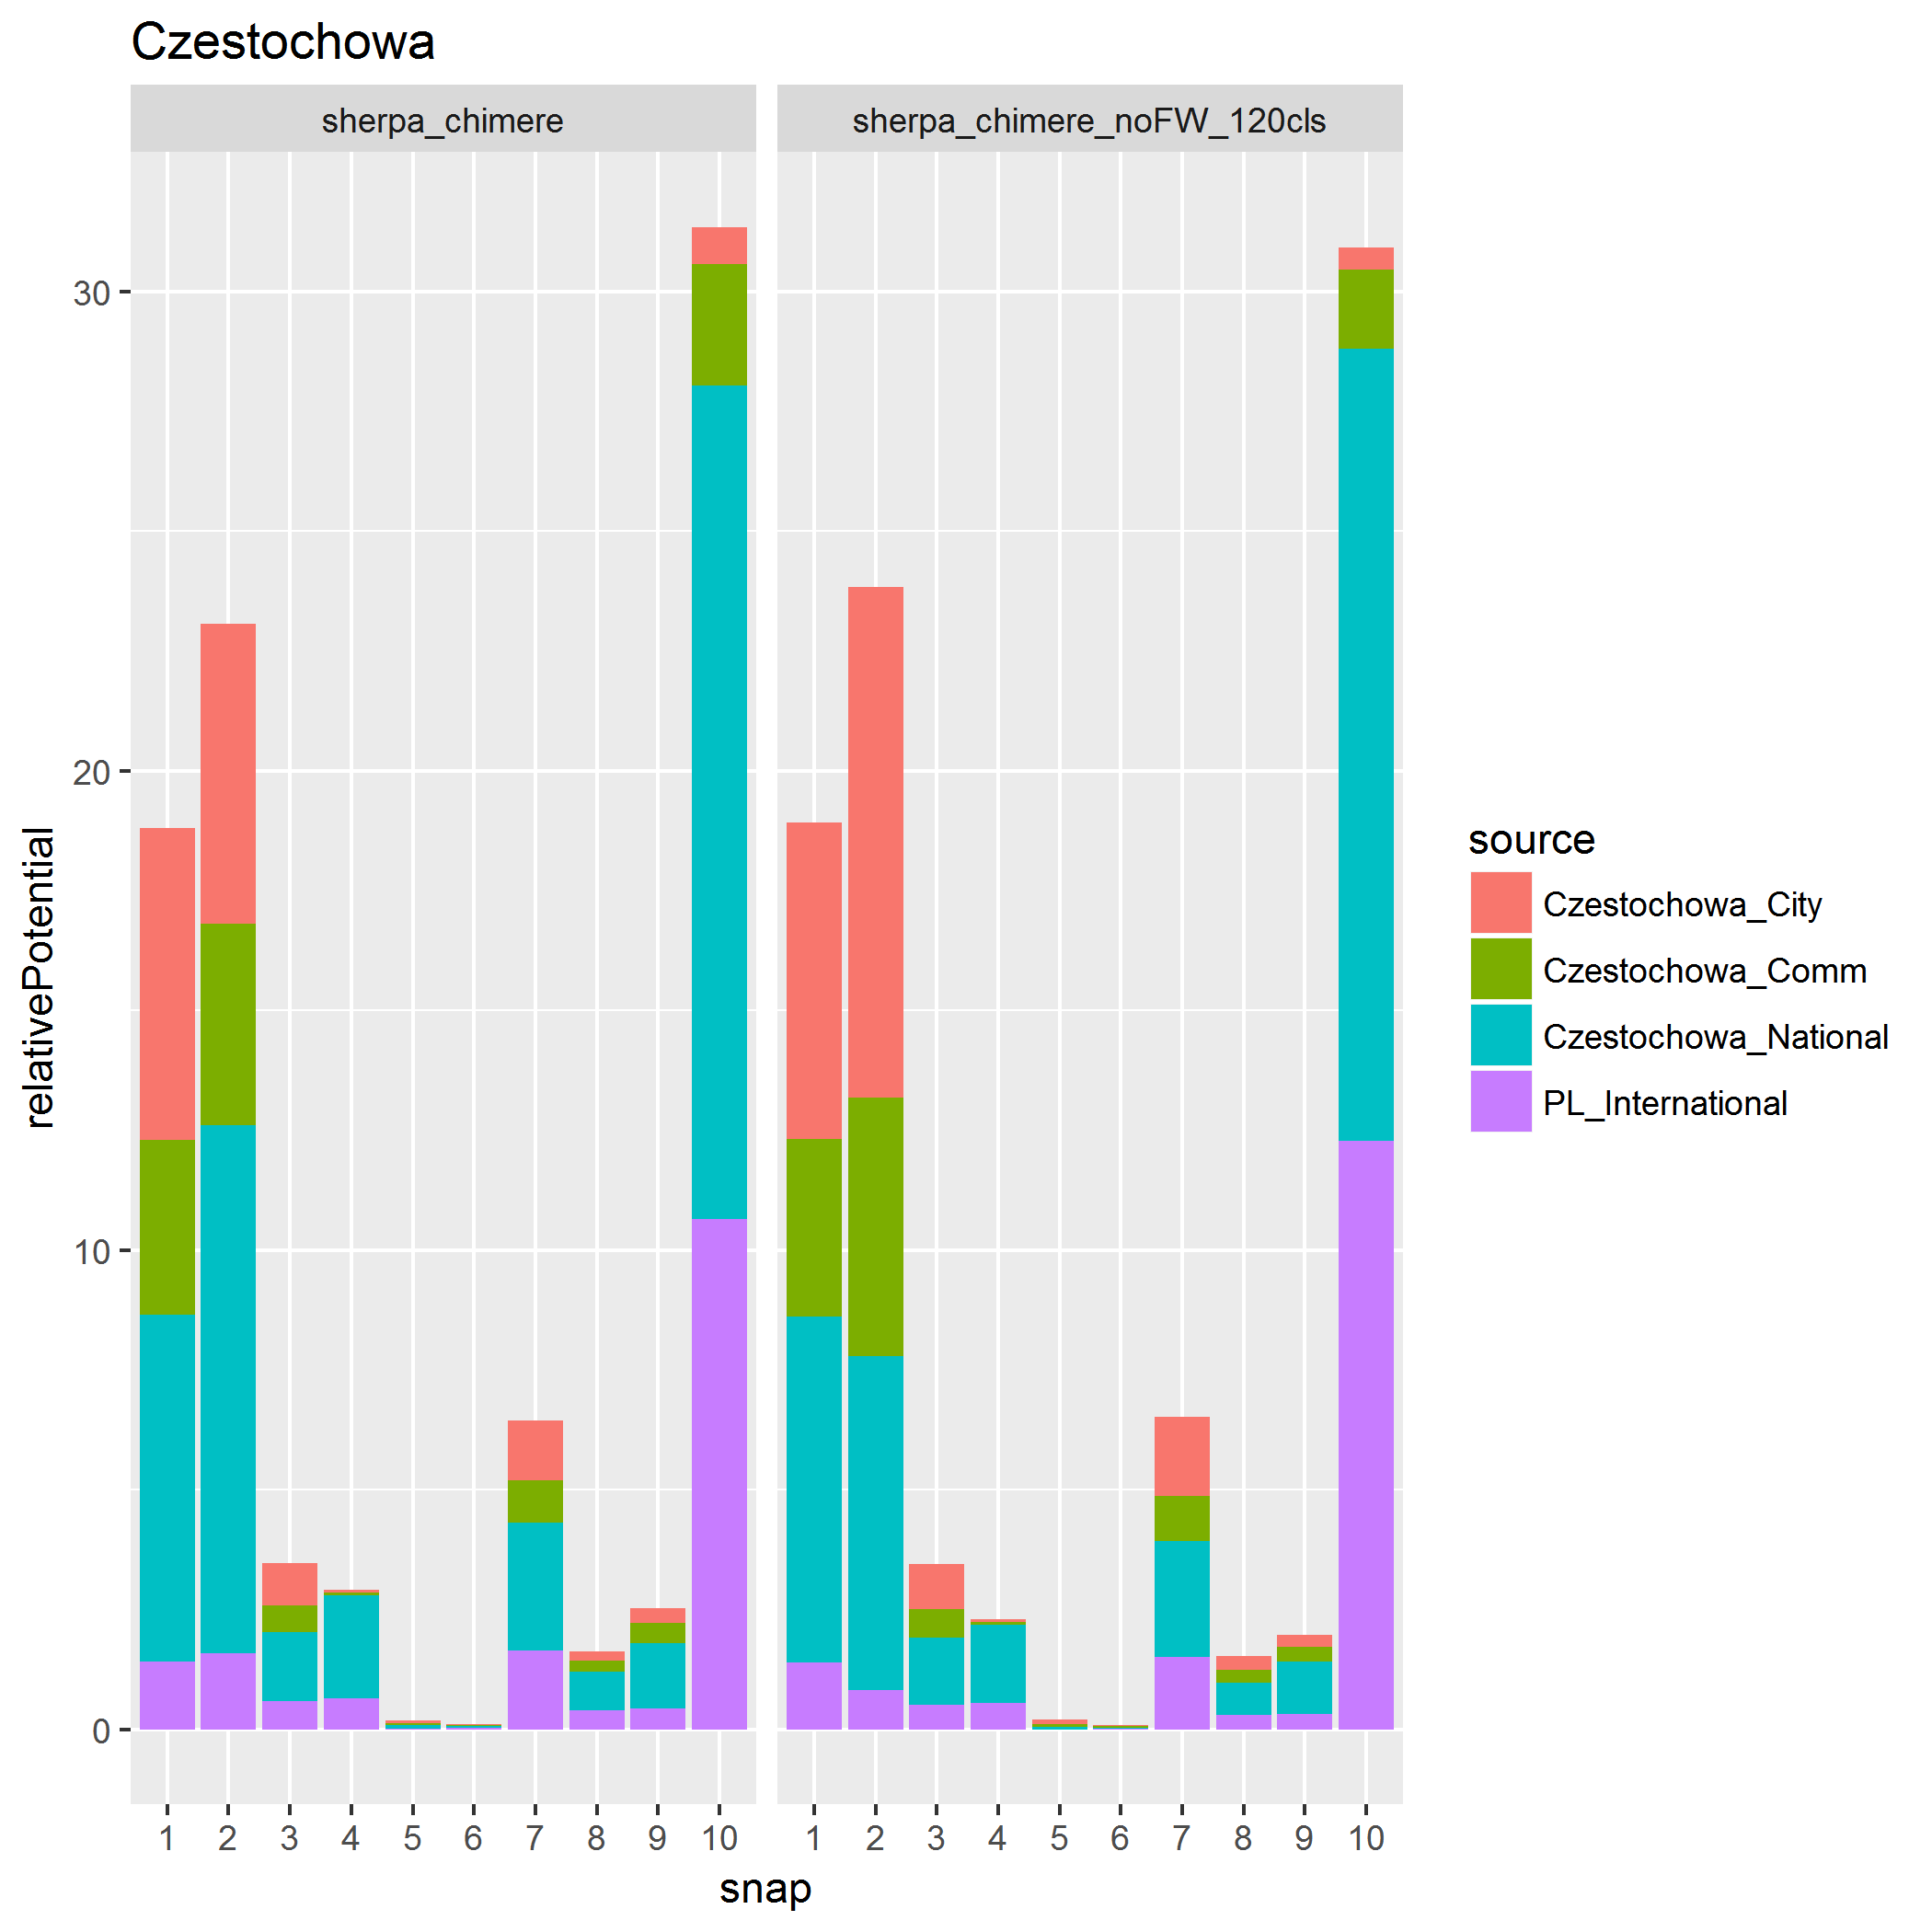 Czestochowa
sherpa_chimere
sherpa_chimere_noFW_120cls
30
20
10
0
relativePotential
1 2 3 4 5 6 7 8 9 10
1 2 3 4 5 6 7 8 9 10
snap
source
Czestochowa_City
Czestochowa_Comm
Czestochowa_National
PL_International